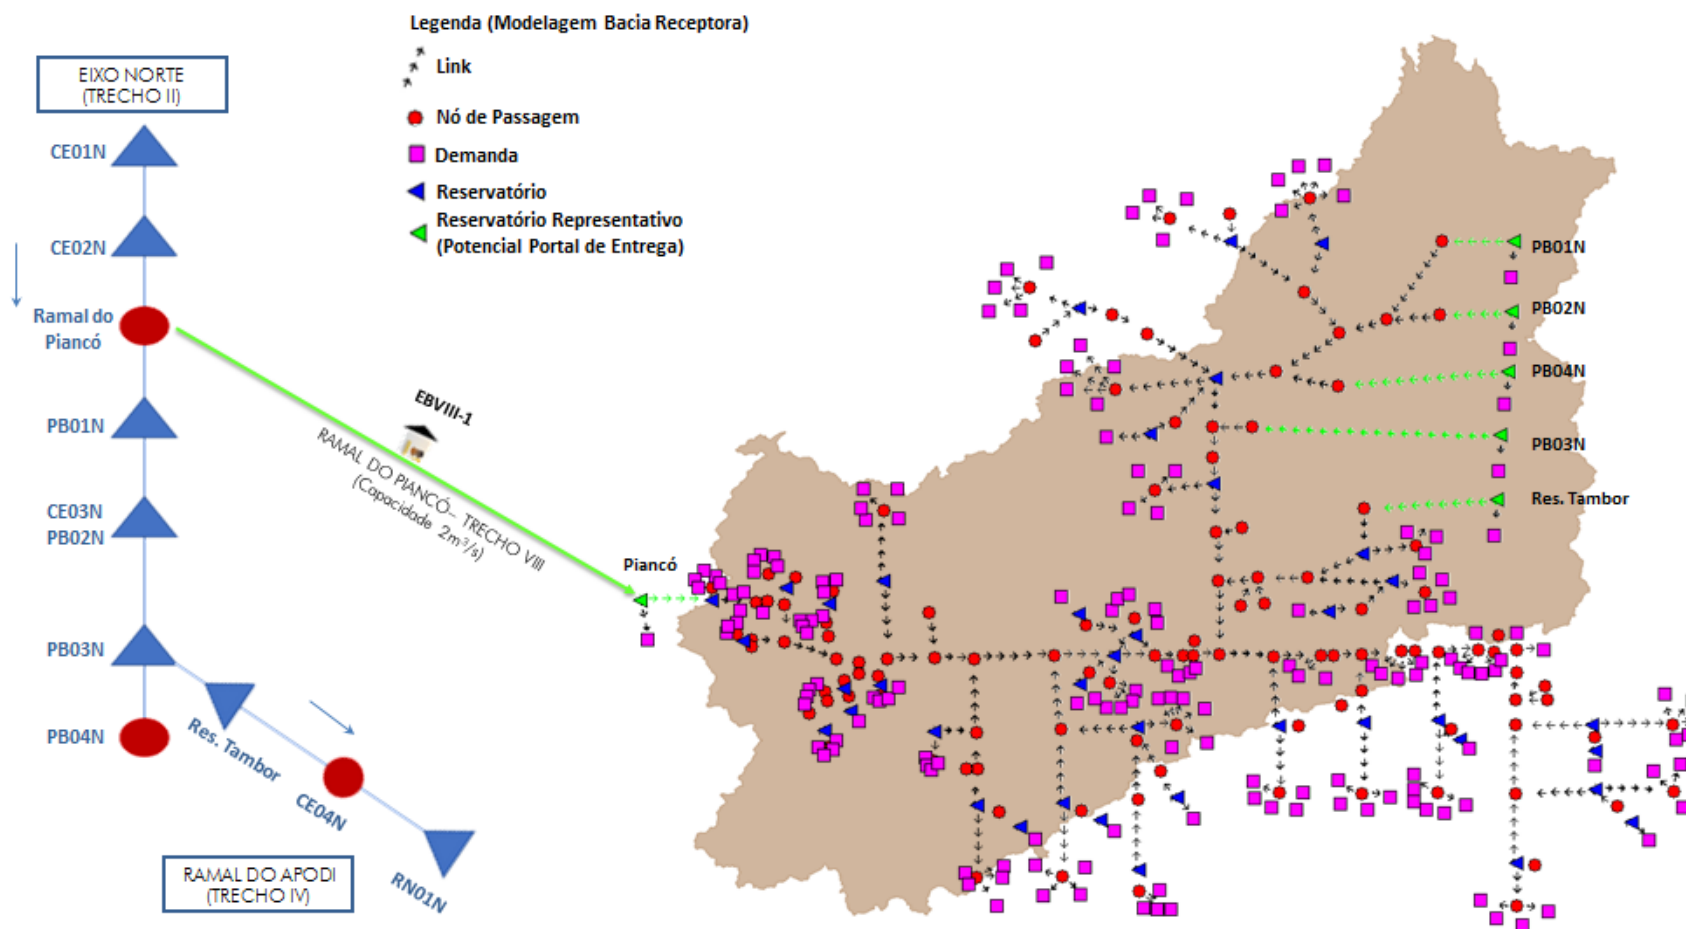 Legenda (Modelagem Bacia Receptora)
Link
Nó de Passagem
Demanda
Reservatório
Reservatório Representativo
(Potencial Portal de Entrega)
EIXO NORTE
(TRECHO II)
CE01N
CE02N
Ramal do
Piancó
PB01N
CE03N
PB02N
PB03N
PB04N
Res. Tambor
CE04N
RN01N
RAMAL DO APODI
(TRECHO IV)
EBVIII-1
RAMAL DO PIANCÓ– TRECHO VIII
(Capacidade 2m³/s)
Piancó
PB01N
PB02N
PB04N
PB03N
Res. Tambor